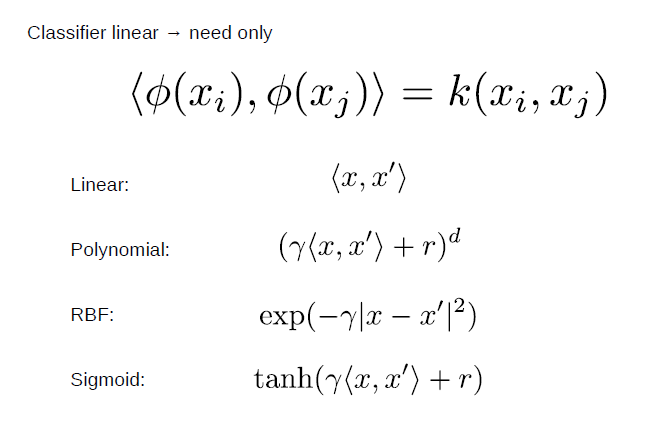 Classifier linear → need only
⟨ϕ(xᵢ), ϕ(xⱼ)⟩ = k(xᵢ, xⱼ)
Linear: ⟨x, x′⟩
Polynomial: (γ⟨x, x′⟩ + r)ᵈ
RBF: exp(−γ|x − x′|²)
Sigmoid: tanh(γ⟨x, x′⟩ + r)